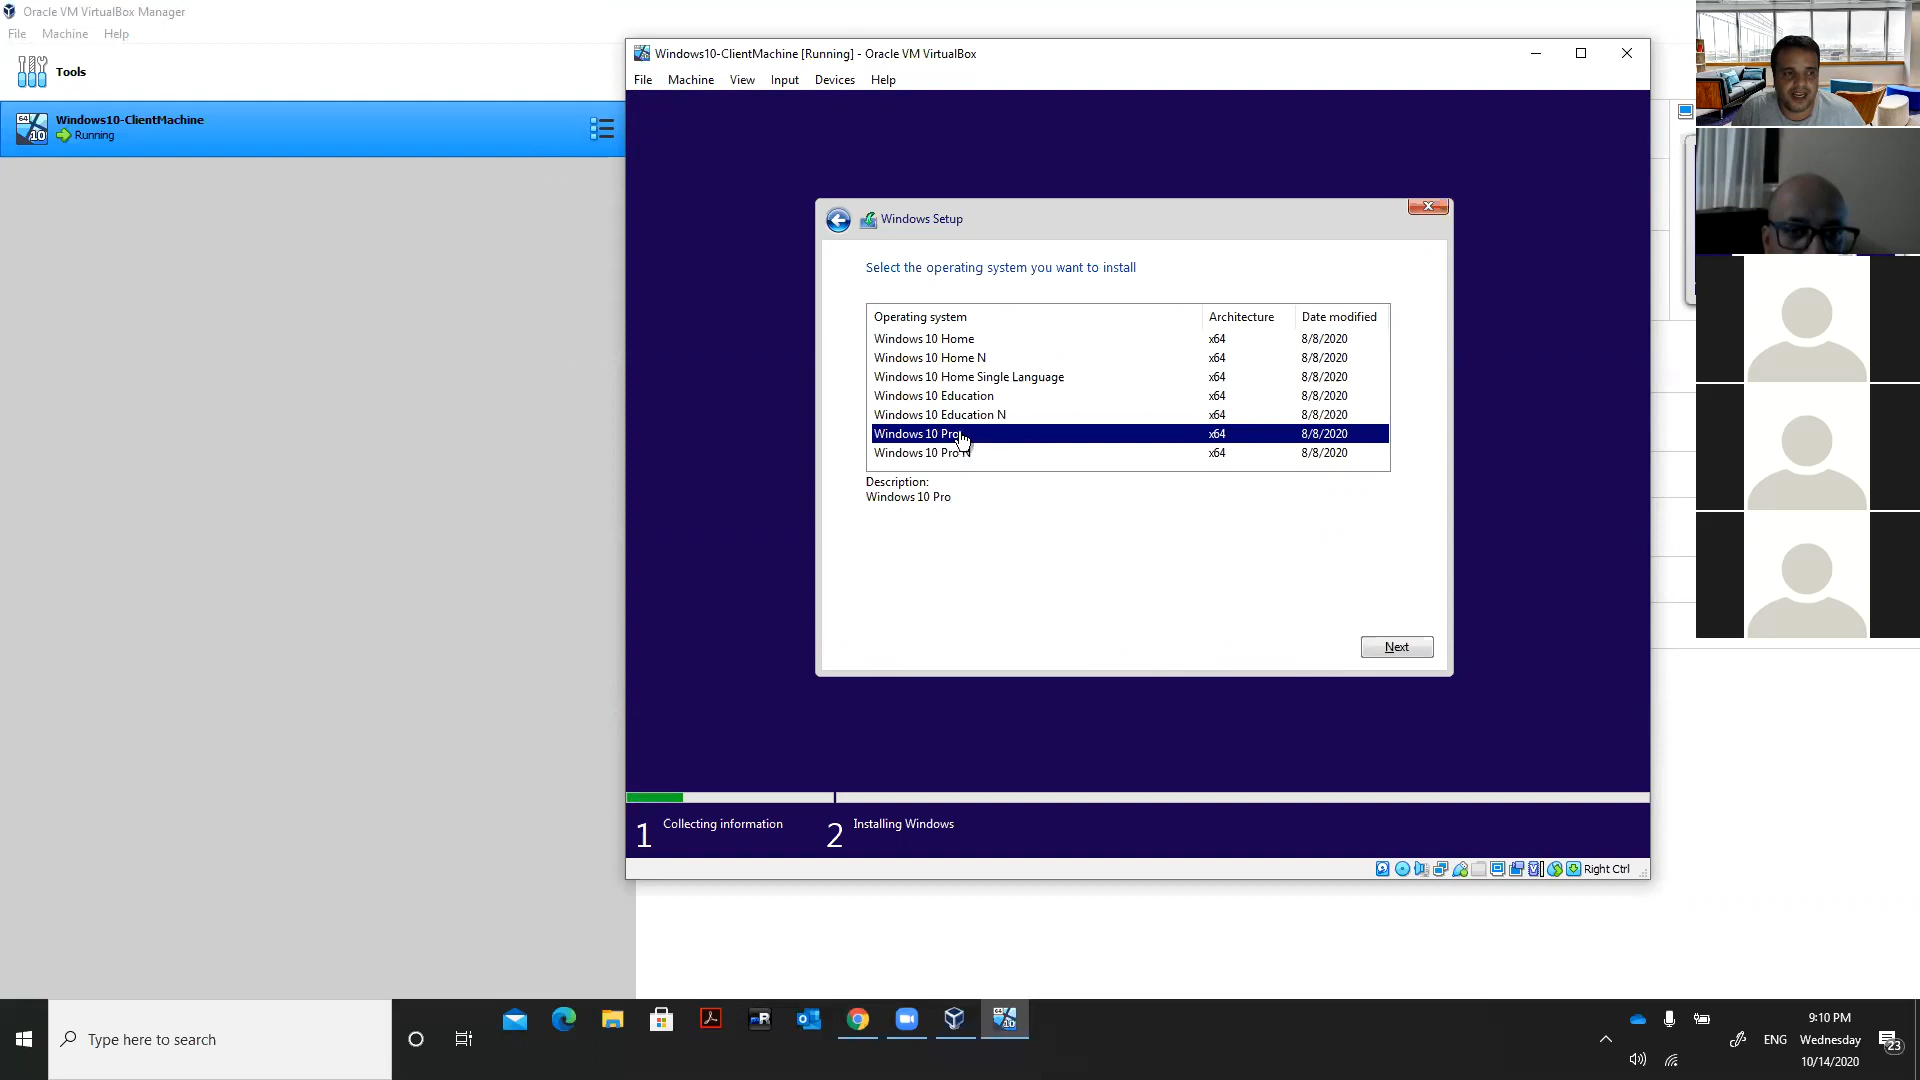 Oracle VM VirtualBox Manager
File Machine Help
Tools
Windows10-ClientMachine
Running
64
10
Windows10-ClientMachine [Running] - Oracle VM VirtualBox
File Machine View Input Devices Help
Windows Setup
Select the operating system you want to install
Operating system Architecture Date modified
Windows 10 Home x64 8/8/2020
Windows 10 Home N x64 8/8/2020
Windows 10 Home Single Language x64 8/8/2020
Windows 10 Education x64 8/8/2020
Windows 10 Education N x64 8/8/2020
Windows 10 Pro x64 8/8/2020
Windows 10 Pro N x64 8/8/2020
Description:
Windows 10 Pro
Next
1 Collecting information 2 Installing Windows
Right Ctrl
Type here to search
R
64
10
ENG
9:10 PM
Wednesday
10/14/2020
23